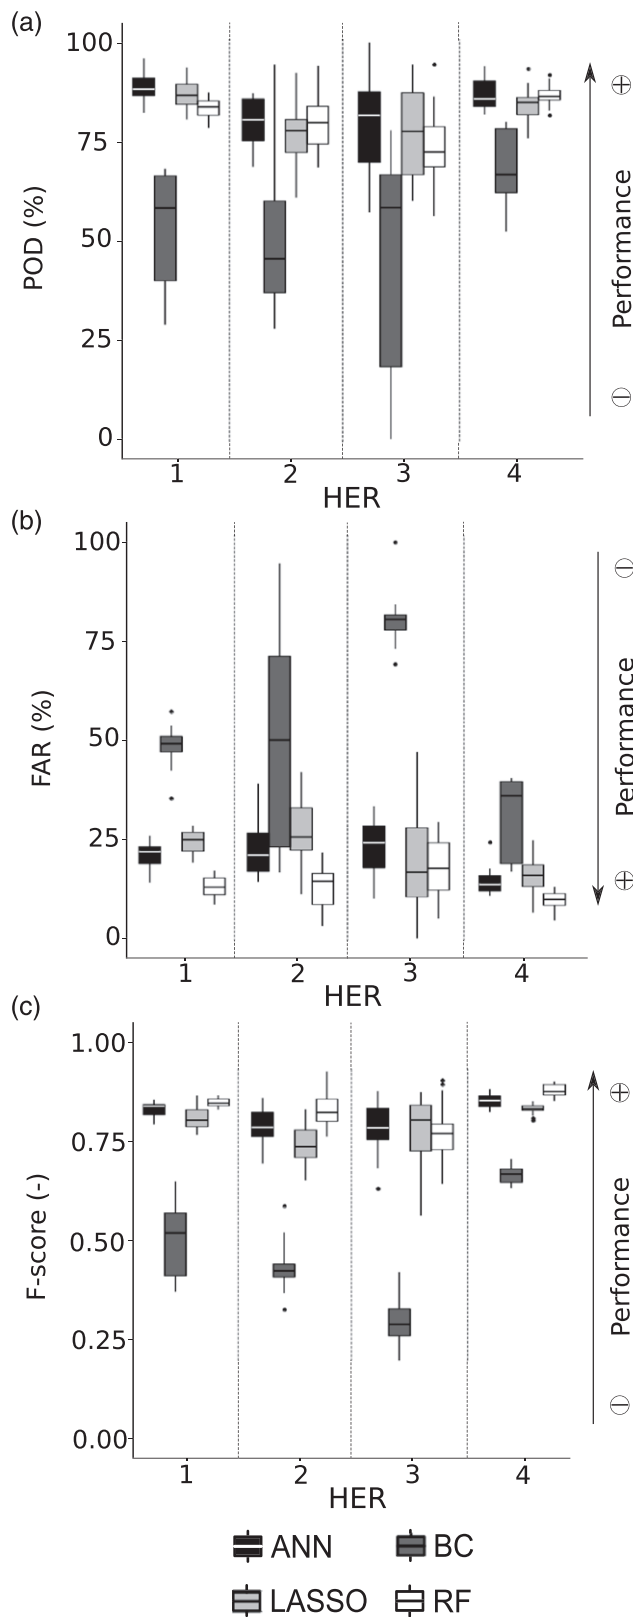 (a)
100
75
50
25
0
POD (%)
1 2 3 4
HER
Performance
(b)
100
75
50
25
0
FAR (%)
1 2 3 4
HER
Performance
(c)
1.00
0.75
0.50
0.25
0.00
F-score (-)
1 2 3 4
HER
Performance
ANN BC
LASSO RF